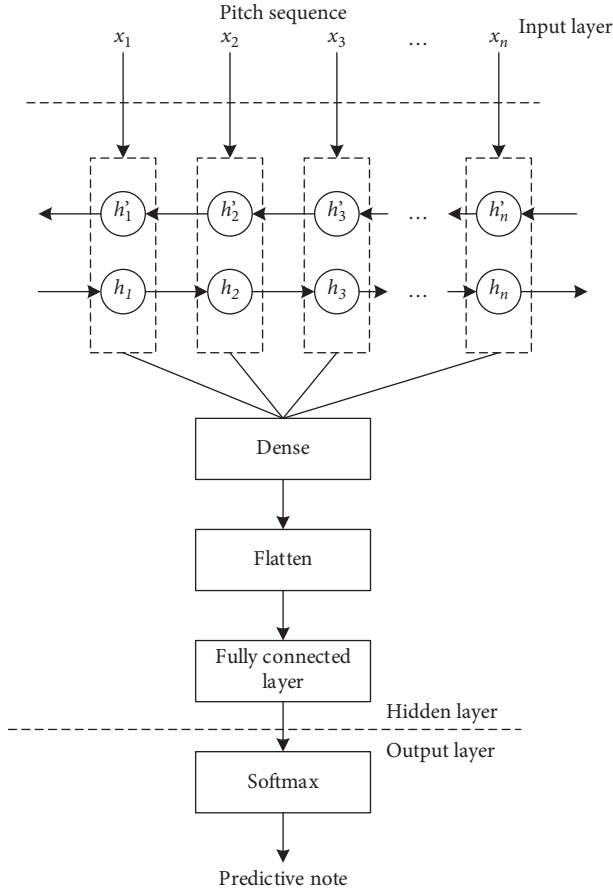 Pitch sequence
x1 x2 x3 ... xn Input layer
h'1 h'2 h'3 ... h'n
h1 h2 h3 ... hn
Dense
Flatten
Fully connected
layer
Hidden layer
Output layer
Softmax
Predictive note